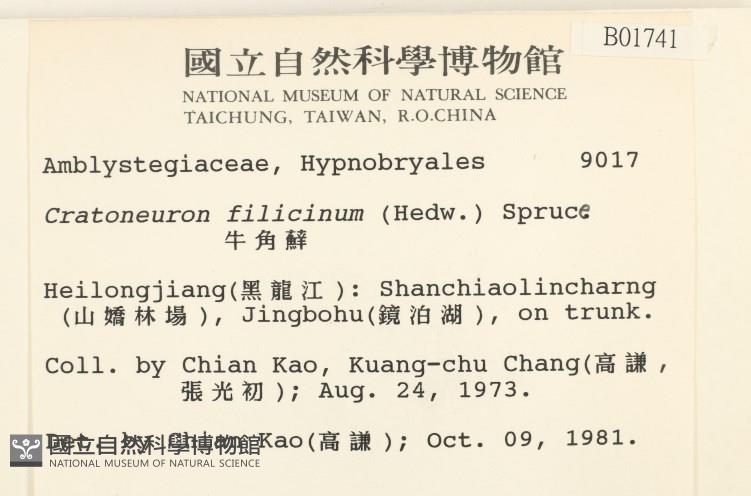 B01741
國立自然科學博物館
NATIONAL MUSEUM OF NATURAL SCIENCE
TAICHUNG, TAIWAN, R.O.CHINA
Amblystegiaceae, Hypnobryales 9017
Cratoneuron filicinum (Hedw.) Spruce
牛角蘚
Heilongjiang(黑龍江): Shanchiaolincharng
(山嬌林場), Jingbohu(鏡泊湖), on trunk.
Coll. by Chian Kao, Kuang-chu Chang(高謙,
張光初); Aug. 24, 1973.
Det. by Chian Kao(高謙); Oct. 09, 1981.
國立自然科學博物館
NATIONAL MUSEUM OF NATURAL SCIENCE